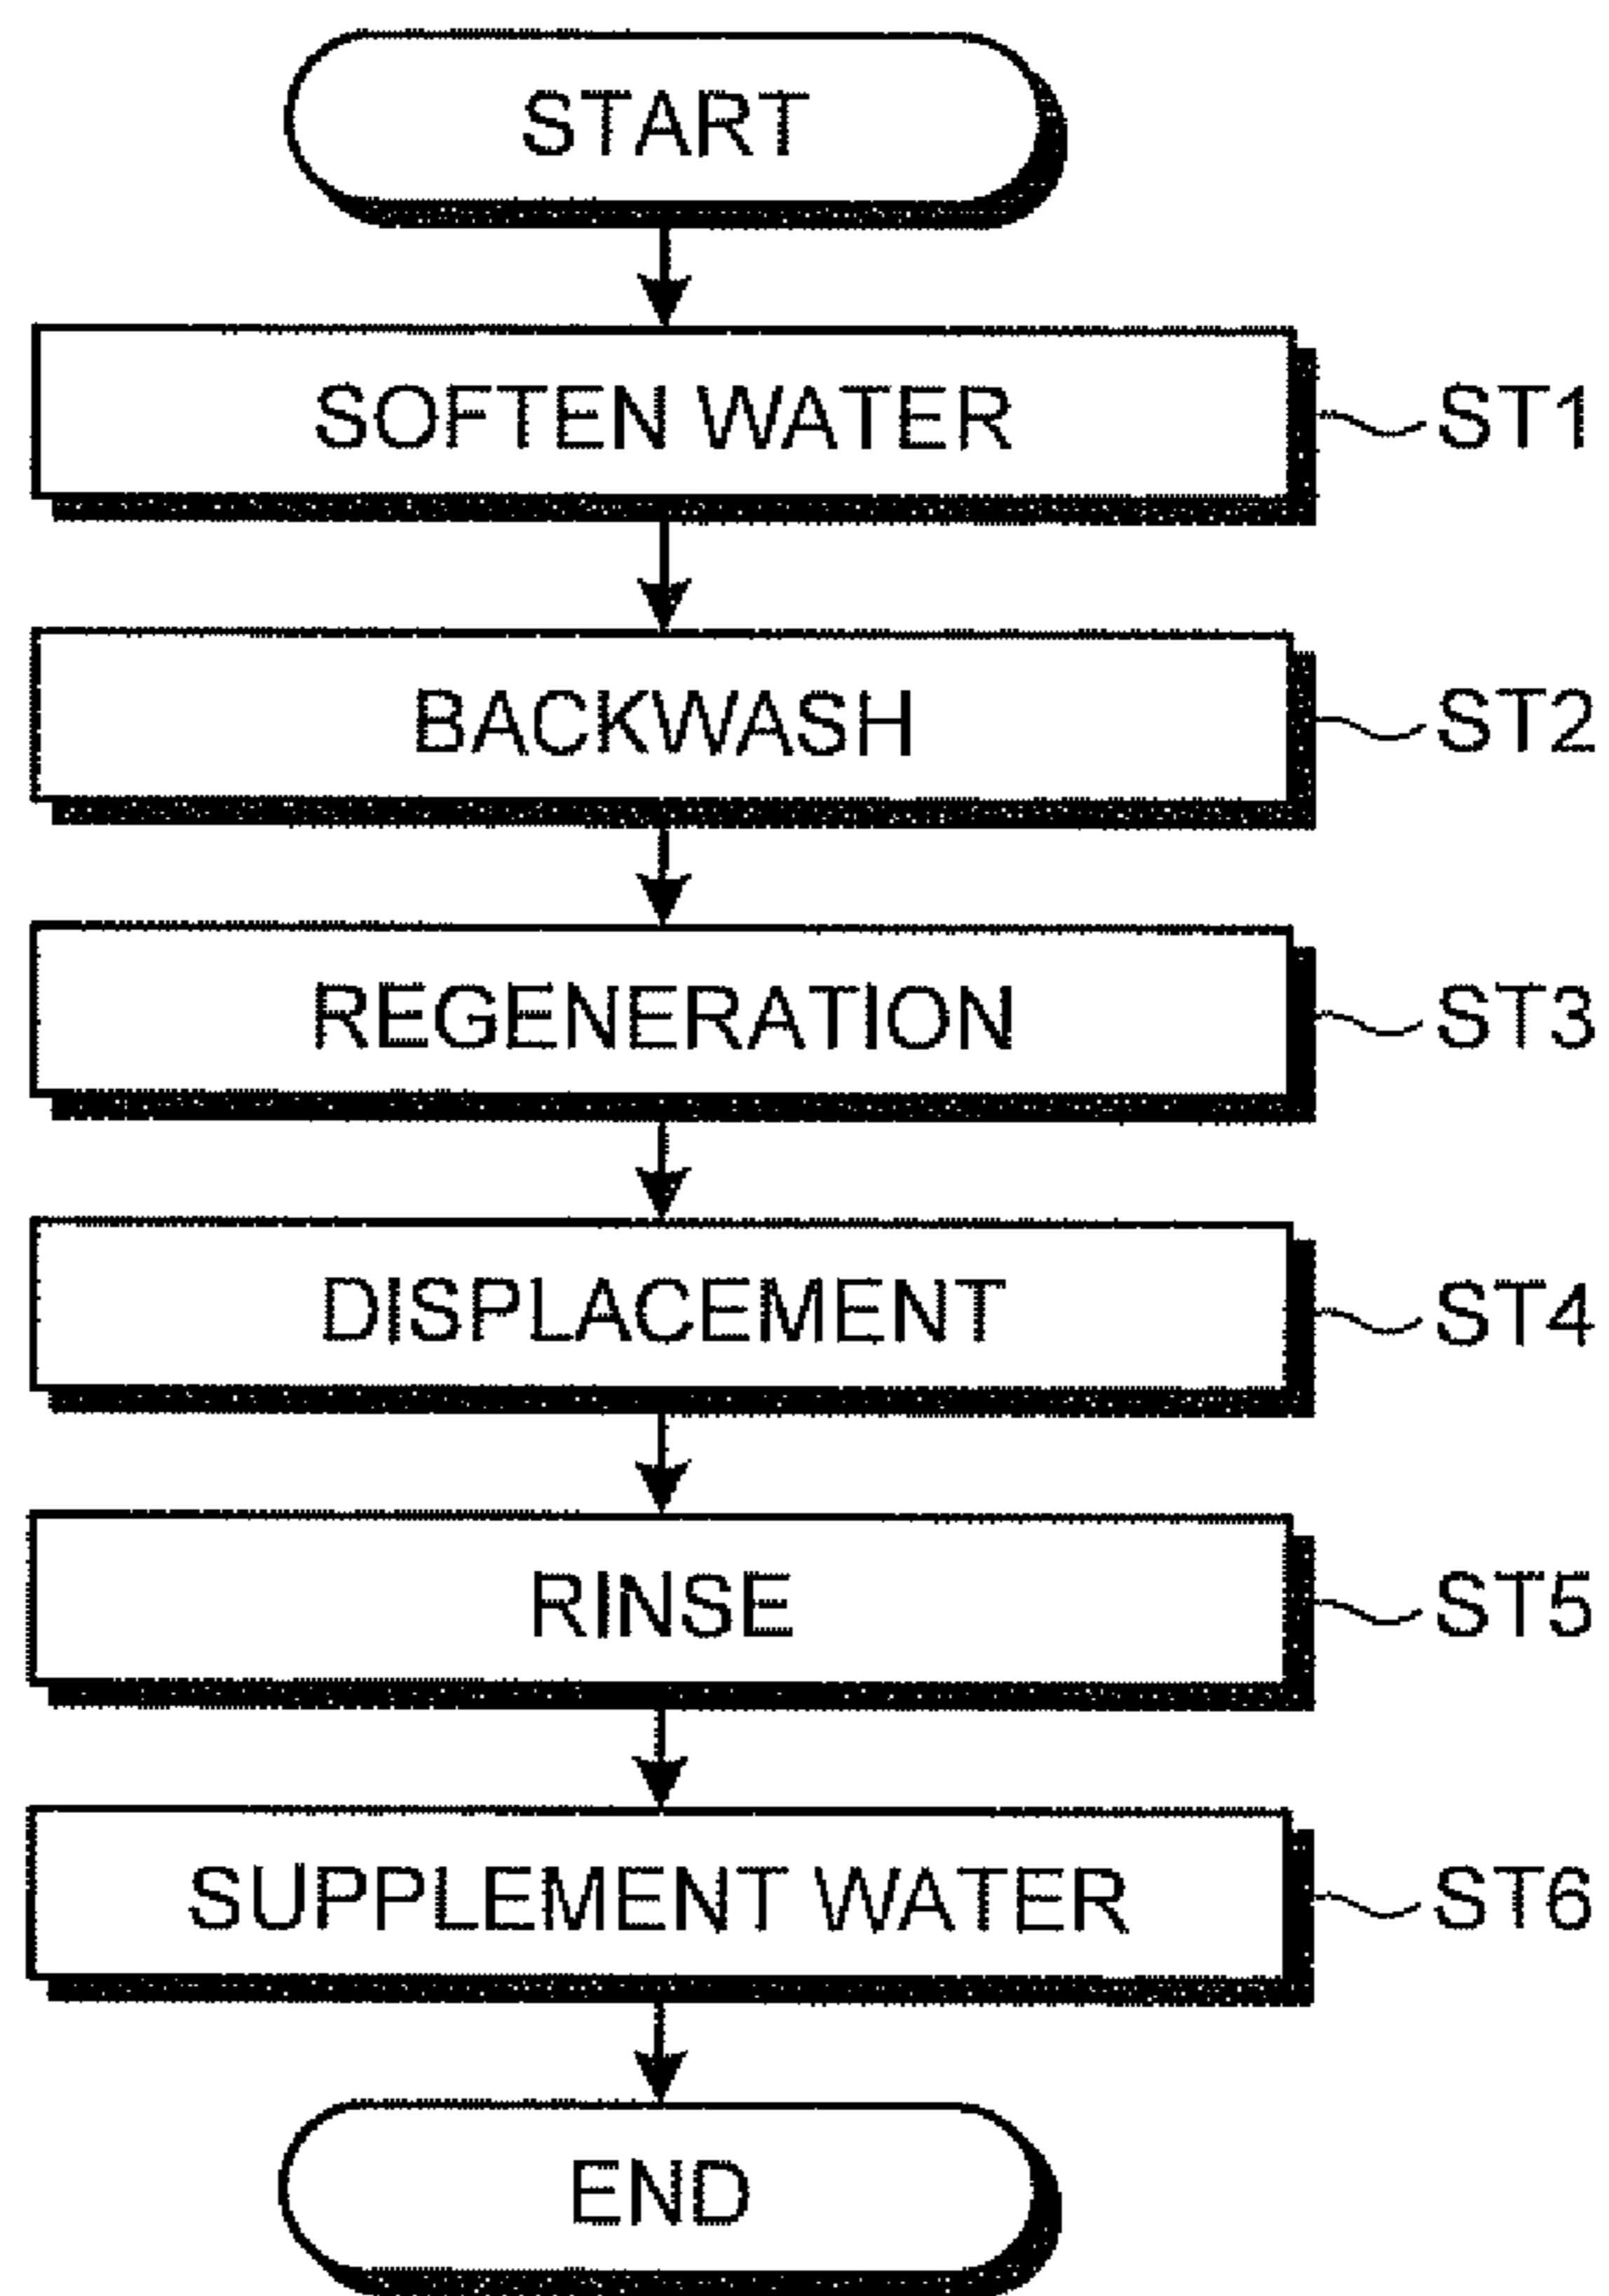 START
SOFTEN WATER
ST1
BACKWASH
ST2
REGENERATION
ST3
DISPLACEMENT
ST4
RINSE
ST5
SUPPLEMENT WATER
ST6
END